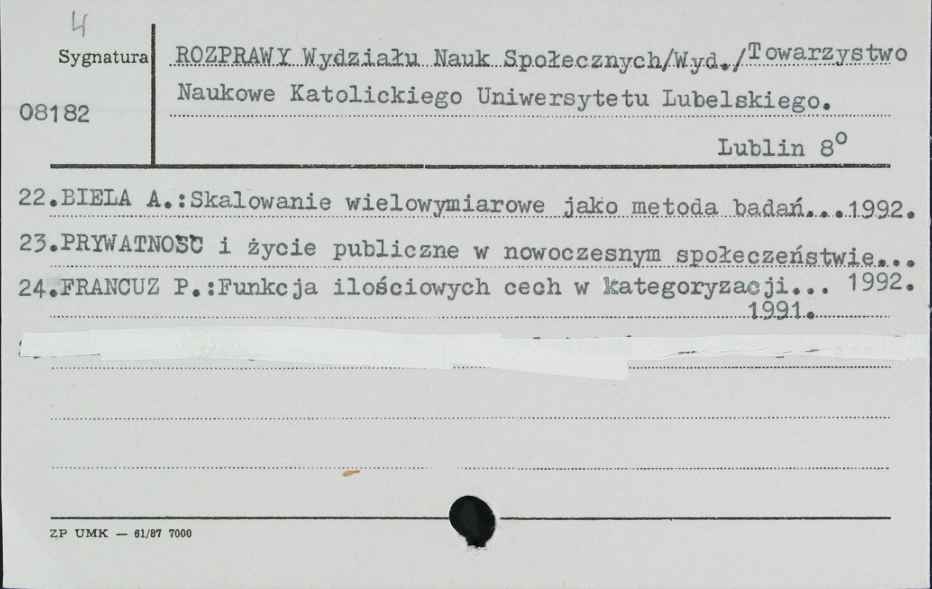 4
Sygnatura ROZPRAWY Wydziału Nauk Społecznych/Wyd./Towarzystwo
08182 Naukowe Katolickiego Uniwersytetu Lubelskiego.
Lublin 8º
22.BIELA A.:Skalowanie wielowymiarowe jako metoda badań...1992.
23.PRYWATNOŚĆ i życie publiczne w nowoczesnym społeczeństwie...
1992.
24.FRANCUZ P.:Funkcja ilościowych cech w kategoryzacji...
1991.
ZP UMK — 61/87 7000